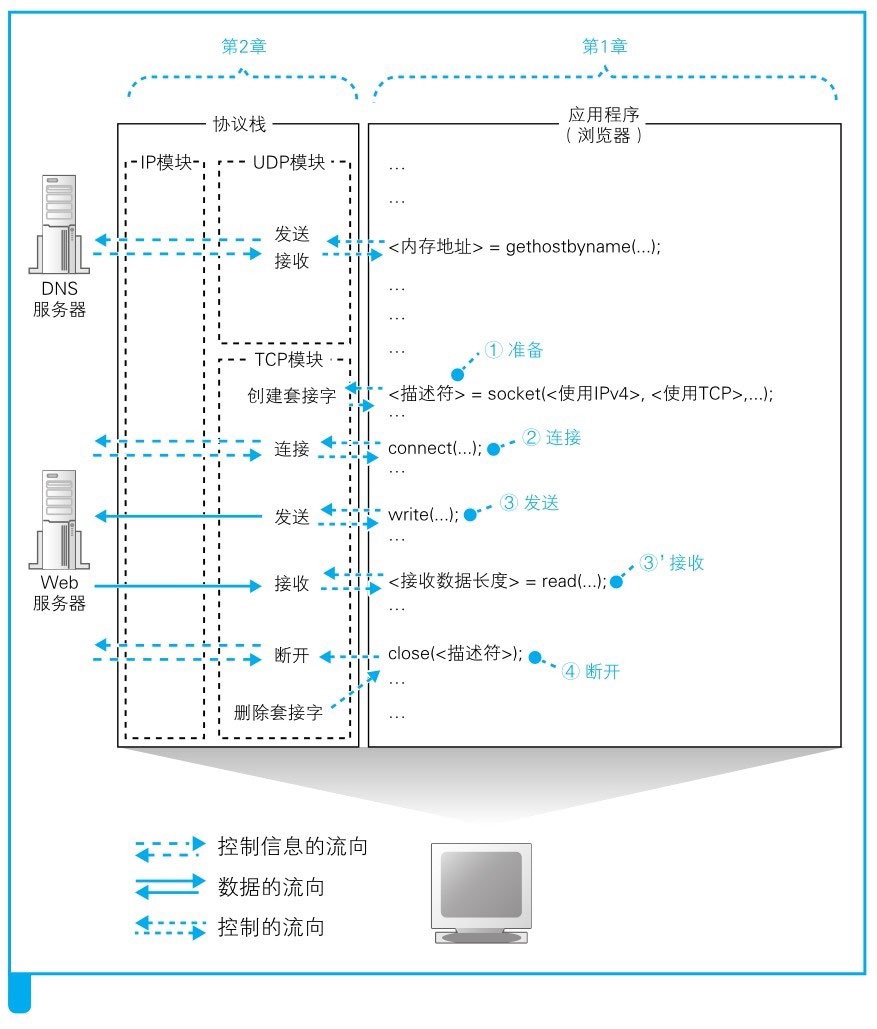 第2章
第1章
协议栈
应用程序
（浏览器）
IP模块
UDP模块
…
…
发送
接收
<内存地址> = gethostbyname(…);
DNS
服务器
…
…
…
① 准备
TCP模块
创建套接字
<描述符> = socket(<使用IPv4>, <使用TCP>,…);
…
连接
connect(…);
② 连接
…
发送
write(…);
③ 发送
…
Web
服务器
接收
<接收数据长度> = read(…);
③' 接收
…
断开
close(<描述符>);
④ 断开
…
删除套接字
…
控制信息的流向
数据的流向
控制的流向